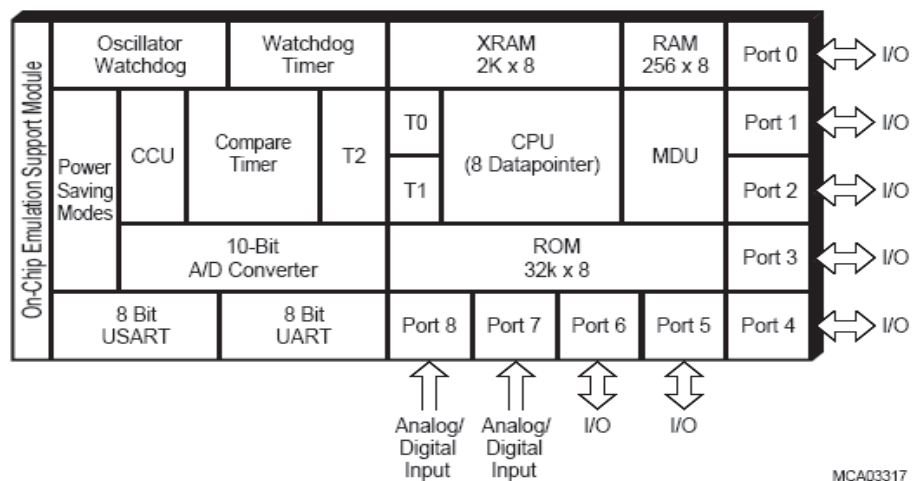 On-Chip Emulation Support Module
Oscillator
Watchdog
Watchdog
Timer
XRAM
2K x 8
RAM
256 x 8
Port 0
I/O
Power
Saving
Modes
CCU
Compare
Timer
T2
T0
T1
CPU
(8 Datapointer)
MDU
Port 1
I/O
Port 2
I/O
10-Bit
A/D Converter
ROM
32k x 8
Port 3
I/O
8 Bit
USART
8 Bit
UART
Port 8
Port 7
Port 6
Port 5
Port 4
I/O
Analog/
Digital
Input
Analog/
Digital
Input
I/O
I/O
MCA03317